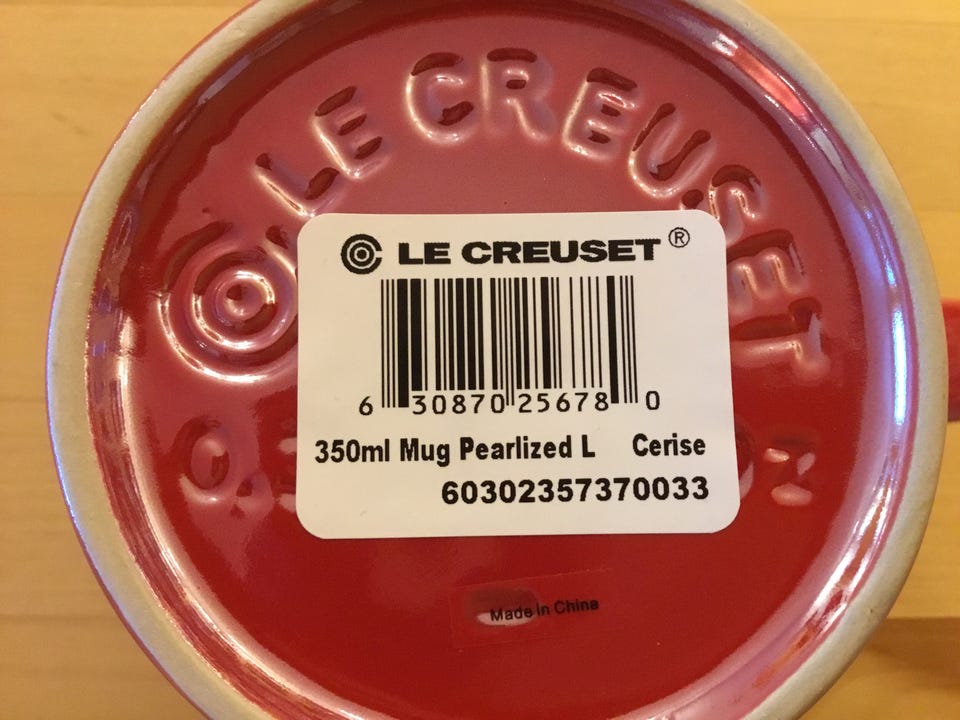 LE CREUSET
LE CREUSET®
6 30870 25678 0
350ml Mug Pearlized L Cerise
60302357370033
Made in China